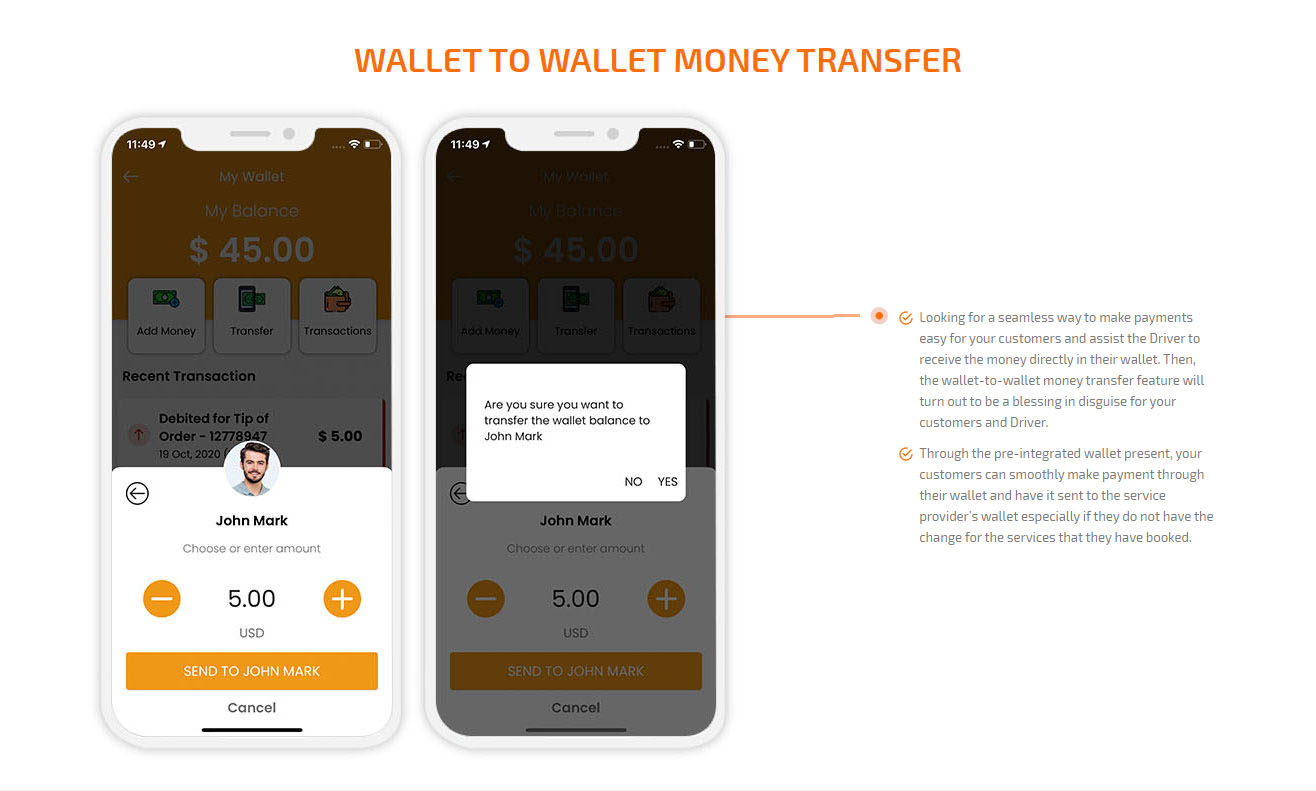 WALLET TO WALLET MONEY TRANSFER
11:49
My Wallet
My Balance
$ 45.00
Add Money
Transfer
Transactions
Recent Transaction
Debited for Tip of
Order - 12778947
$ 5.00
19 Oct, 2020
John Mark
Choose or enter amount
5.00
USD
SEND TO JOHN MARK
Cancel
11:49
My Wallet
My Balance
$ 45.00
Add Money
Transfer
Transactions
Are you sure you want to
transfer the wallet balance to
John Mark
NO YES
John Mark
Choose or enter amount
5.00
USD
SEND TO JOHN MARK
Cancel
Looking for a seamless way to make payments
easy for your customers and assist the Driver to
receive the money directly in their wallet. Then,
the wallet-to-wallet money transfer feature will
turn out to be a blessing in disguise for your
customers and Driver.
Through the pre-integrated wallet present, your
customers can smoothly make payment through
their wallet and have it sent to the service
provider's wallet especially if they do not have the
change for the services that they have booked.